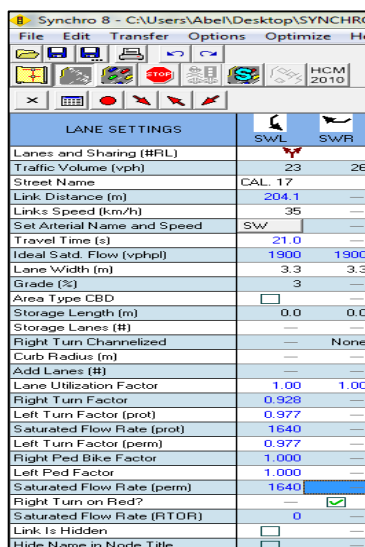 Synchro 8 - C:\Users\Abel\Desktop\SYNCHRO
File Edit Transfer Options Optimize He
STOP HCM 2010
LANE SETTINGS SWL SWR
Lanes and Sharing (#RL)
Traffic Volume (vph) 23 26
Street Name CAL. 17
Link Distance (m) 204.1 —
Links Speed (km/h) 35 —
Set Arterial Name and Speed SW —
Travel Time (s) 21.0 —
Ideal Satd. Flow (vphpl) 1900 1900
Lane Width (m) 3.3 3.3
Grade (%) 3 —
Area Type CBD —
Storage Length (m) 0.0 0.0
Storage Lanes (#) — —
Right Turn Channelized — None
Curb Radius (m) — —
Add Lanes (#) — —
Lane Utilization Factor 1.00 1.00
Right Turn Factor 0.928 —
Left Turn Factor (prot) 0.977 —
Saturated Flow Rate (prot) 1640 —
Left Turn Factor (perm) 0.977 —
Right Ped Bike Factor 1.000 —
Left Ped Factor 1.000 —
Saturated Flow Rate (perm) 1640
Right Turn on Red? —
Saturated Flow Rate (RTOR) 0 —
Link Is Hidden —
Hide Name in Node Title —